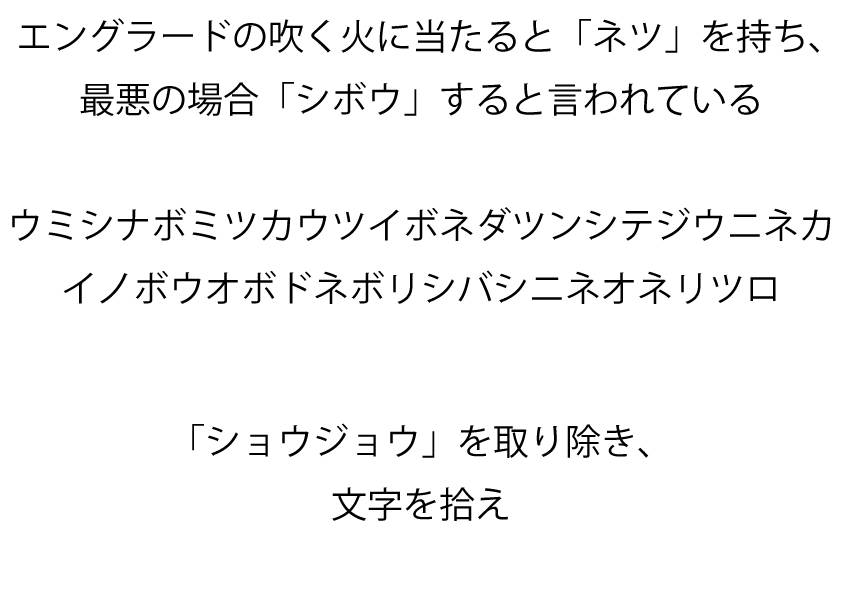 エングラードの吹く火に当たると「ネツ」を持ち、
最悪の場合「シボウ」すると言われている
ウミシナボミツカウツイボネダツンシテジウニネカ
イノボウオボドネボリシバシニネオネリツロ
「ショウジョウ」を取り除き、
文字を拾え